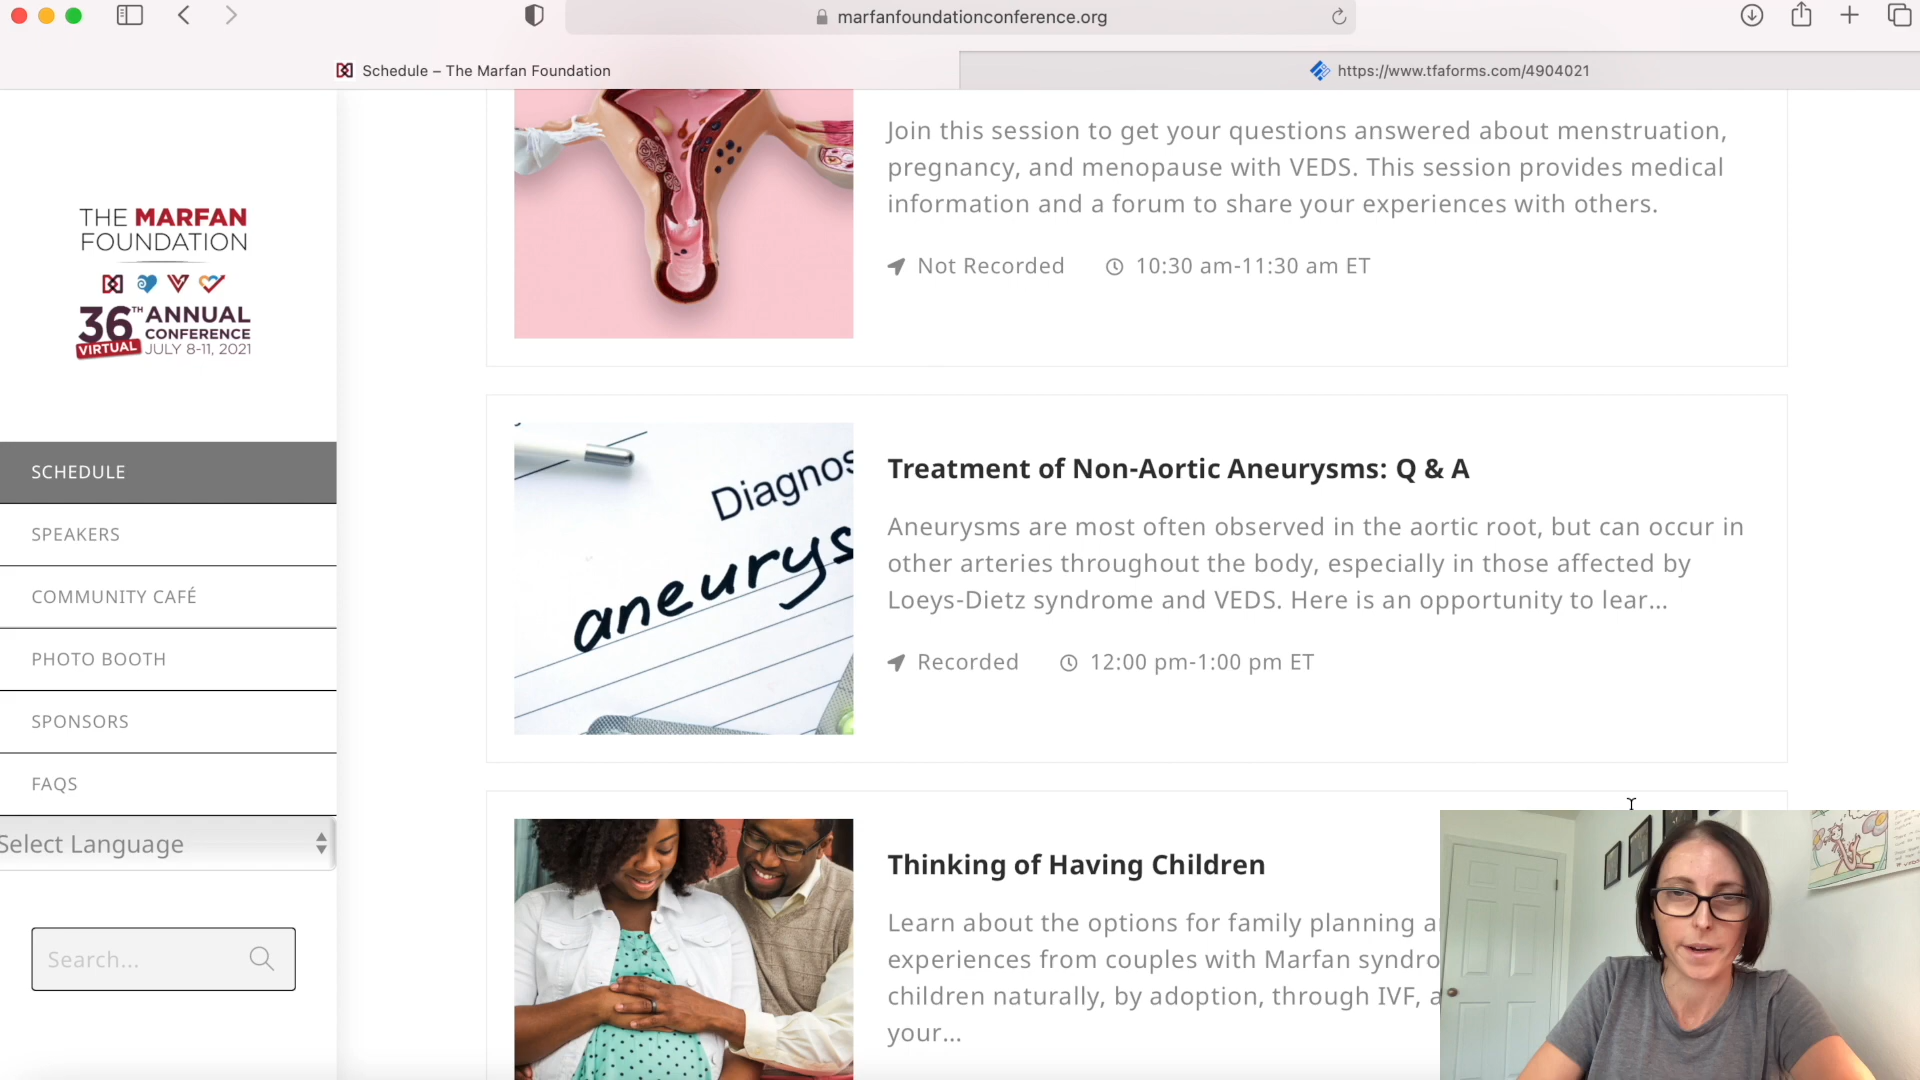 marfanfoundationconference.org
Schedule – The Marfan Foundation
https://www.tfaforms.com/4904021
THE MARFAN
FOUNDATION
36TH ANNUAL
CONFERENCE
VIRTUAL JULY 8-11, 2021
SCHEDULE
SPEAKERS
COMMUNITY CAFÉ
PHOTO BOOTH
SPONSORS
FAQS
Select Language
Search...
Join this session to get your questions answered about menstruation,
pregnancy, and menopause with VEDS. This session provides medical
information and a forum to share your experiences with others.
Not Recorded 10:30 am-11:30 am ET
Diagnos
aneurys
Treatment of Non-Aortic Aneurysms: Q & A
Aneurysms are most often observed in the aortic root, but can occur in
other arteries throughout the body, especially in those affected by
Loeys-Dietz syndrome and VEDS. Here is an opportunity to lear...
Recorded 12:00 pm-1:00 pm ET
Thinking of Having Children
Learn about the options for family planning a
experiences from couples with Marfan syndro
children naturally, by adoption, through IVF, a
your...